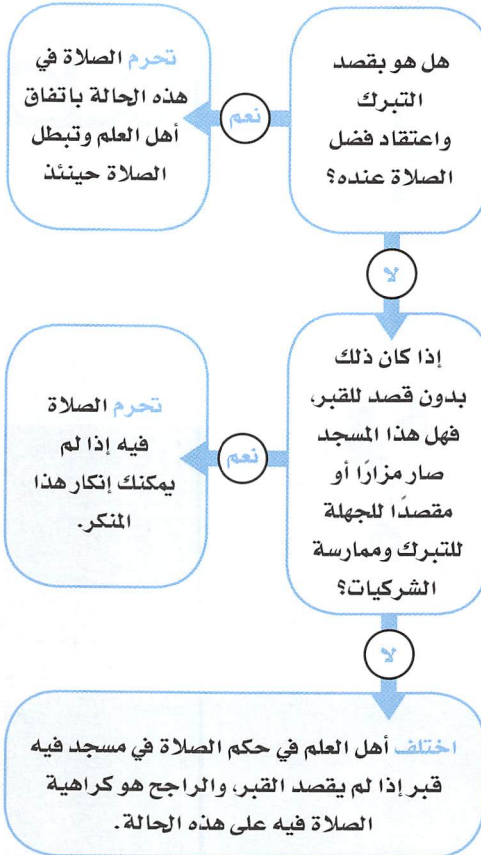 هل هو بقصد
التبرك
واعتقاد فضل
الصلاة عنده؟
نعم
تحرم الصلاة في
هذه الحالة باتفاق
أهل العلم وتبطل
الصلاة حينئذ
لا
إذا كان ذلك
بدون قصد للقبر،
فهل هذا المسجد
صار مزارًا أو
مقصدًا للجهلة
للتبرك وممارسة
الشركيات؟
نعم
تحرم الصلاة
فيه إذا لم
يمكنك إنكار هذا
المنكر.
لا
اختلف أهل العلم في حكم الصلاة في مسجد فيه
قبر إذا لم يقصد القبر، والراجح هو كراهية
الصلاة فيه على هذه الحالة.